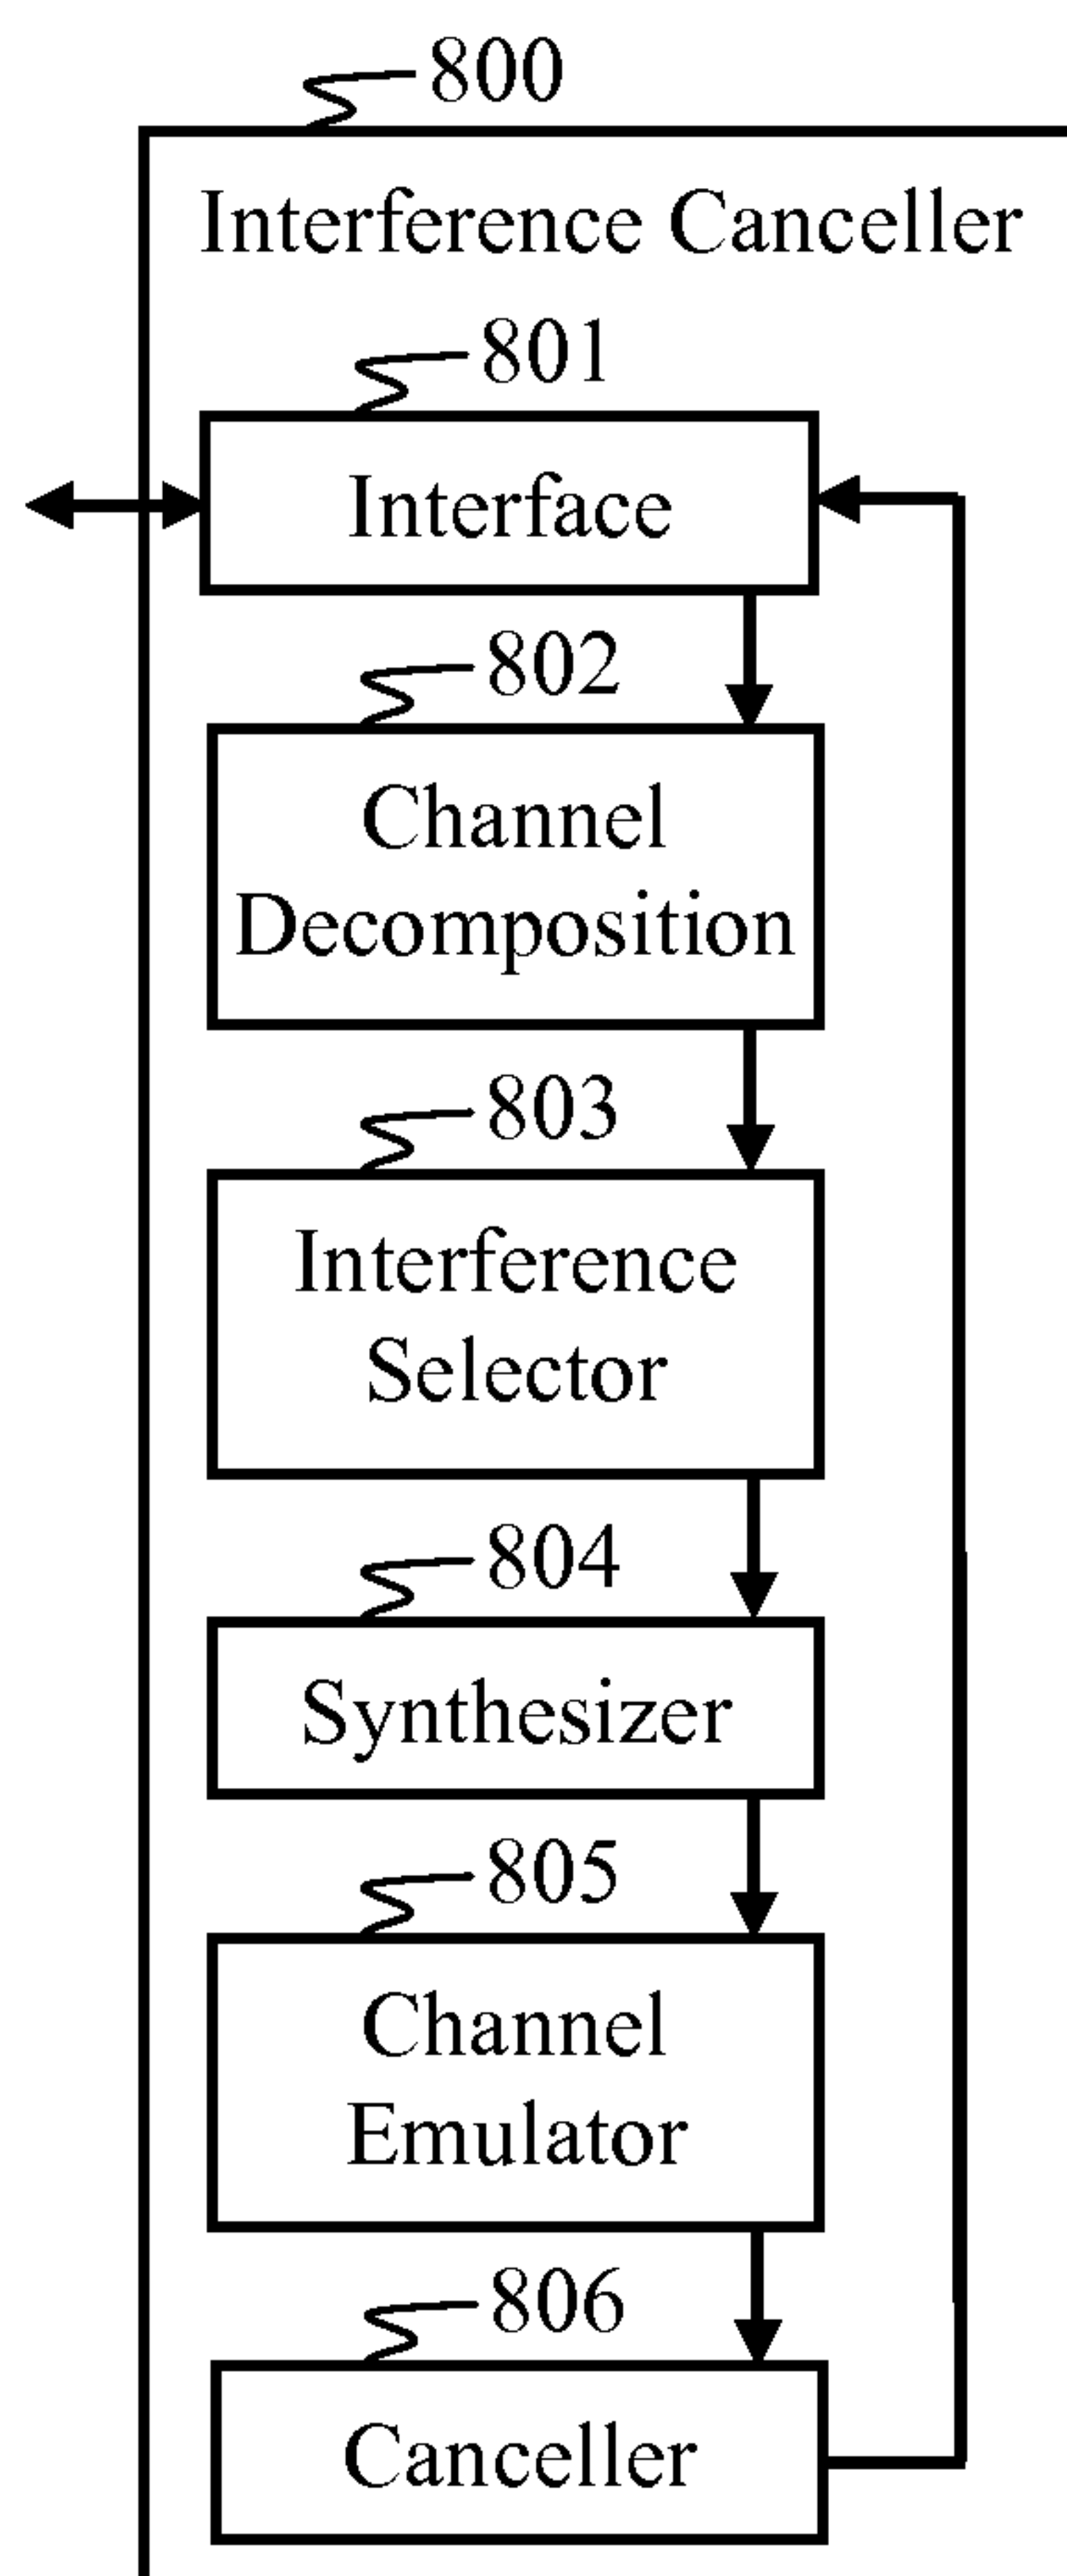 800
Interference Canceller
801
Interface
802
Channel
Decomposition
803
Interference
Selector
804
Synthesizer
805
Channel
Emulator
806
Canceller